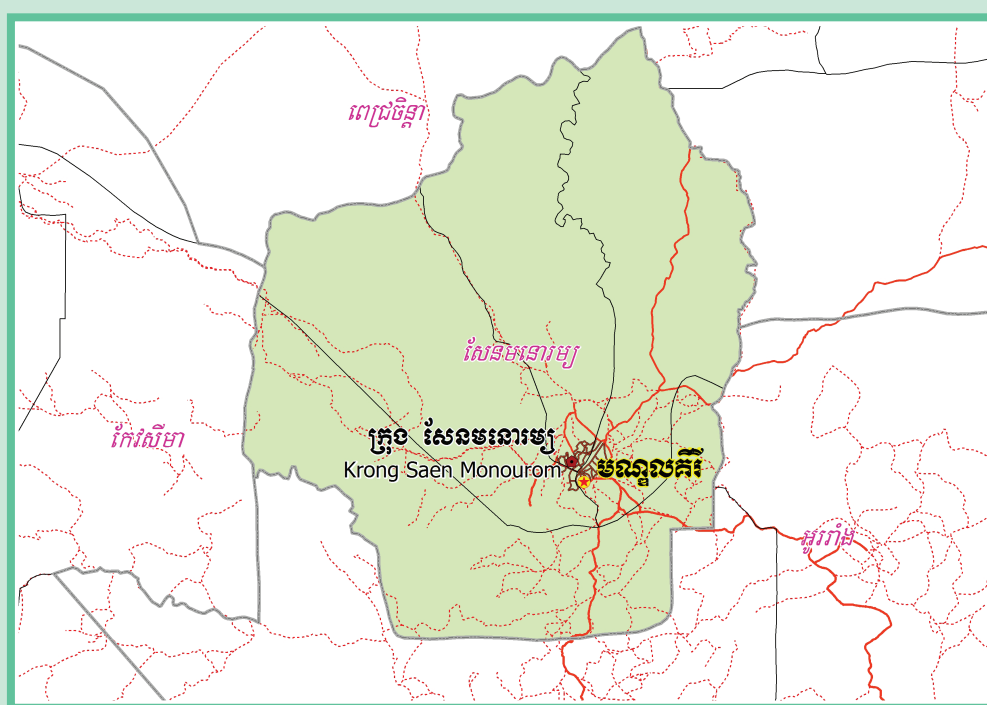 ពេជ្រចិន្តា
សែនមនោរម្យ
កែវសីមា
ក្រុង សែនមនោរម្យ
Krong Saen Monourom
មណ្ឌលគិរី
អូររាំង